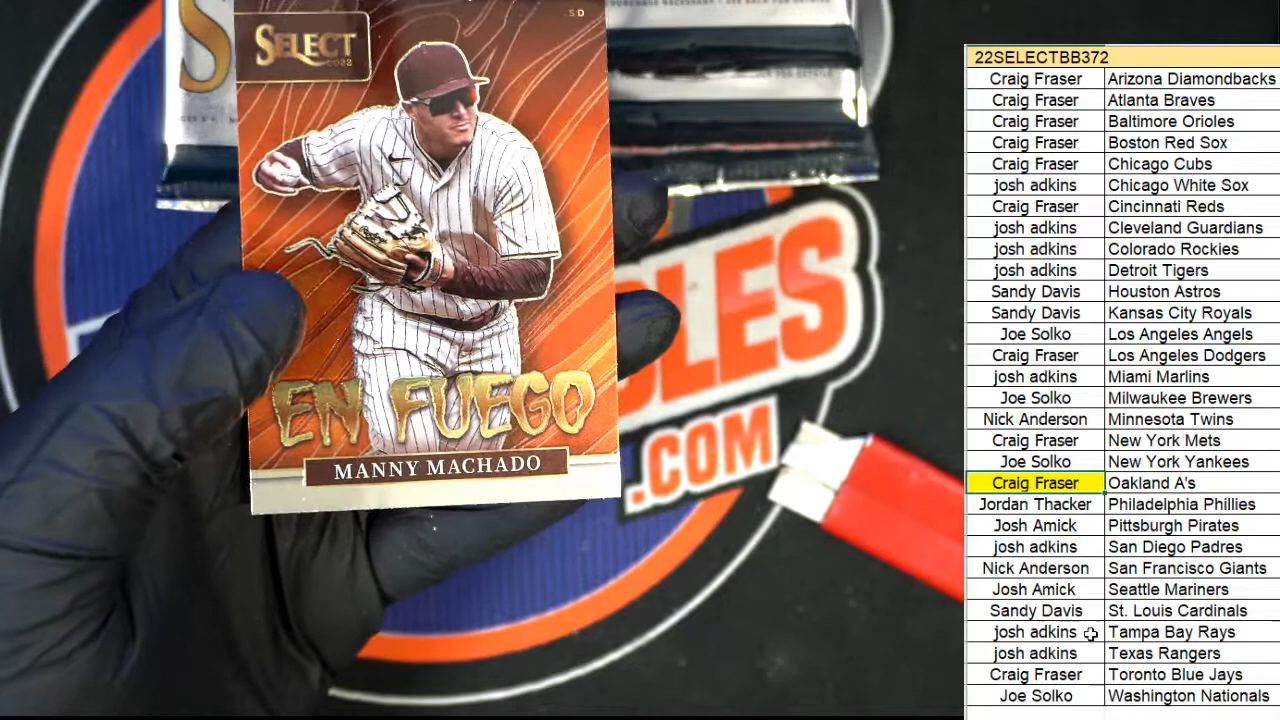 SD
SELECT
2022
EN FUEGO
MANNY MACHADO
LES
.COM
22SELECTBB372
Craig Fraser Arizona Diamondbacks
Craig Fraser Atlanta Braves
Craig Fraser Baltimore Orioles
Craig Fraser Boston Red Sox
Craig Fraser Chicago Cubs
josh adkins Chicago White Sox
Craig Fraser Cincinnati Reds
josh adkins Cleveland Guardians
josh adkins Colorado Rockies
josh adkins Detroit Tigers
Sandy Davis Houston Astros
Sandy Davis Kansas City Royals
Joe Solko Los Angeles Angels
Craig Fraser Los Angeles Dodgers
josh adkins Miami Marlins
Joe Solko Milwaukee Brewers
Nick Anderson Minnesota Twins
Craig Fraser New York Mets
Joe Solko New York Yankees
Craig Fraser Oakland A's
Jordan Thacker Philadelphia Phillies
Josh Amick Pittsburgh Pirates
josh adkins San Diego Padres
Nick Anderson San Francisco Giants
Josh Amick Seattle Mariners
Sandy Davis St. Louis Cardinals
josh adkins Tampa Bay Rays
josh adkins Texas Rangers
Craig Fraser Toronto Blue Jays
Joe Solko Washington Nationals